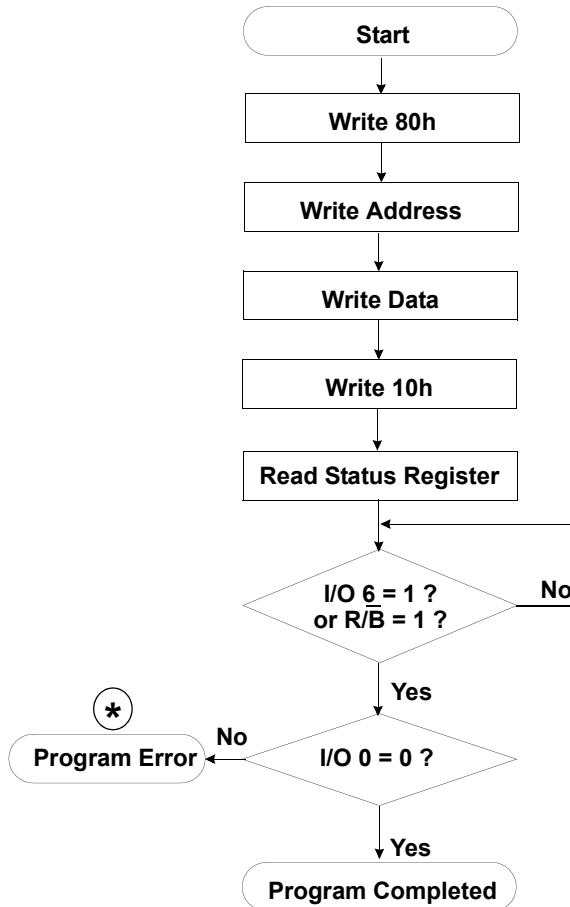 Start
Write 80h
Write Address
Write Data
Write 10h
Read Status Register
I/O 6 = 1 ?
or R/B̅ = 1 ?
No
Yes
*
No
Program Error
I/O 0 = 0 ?
Yes
Program Completed